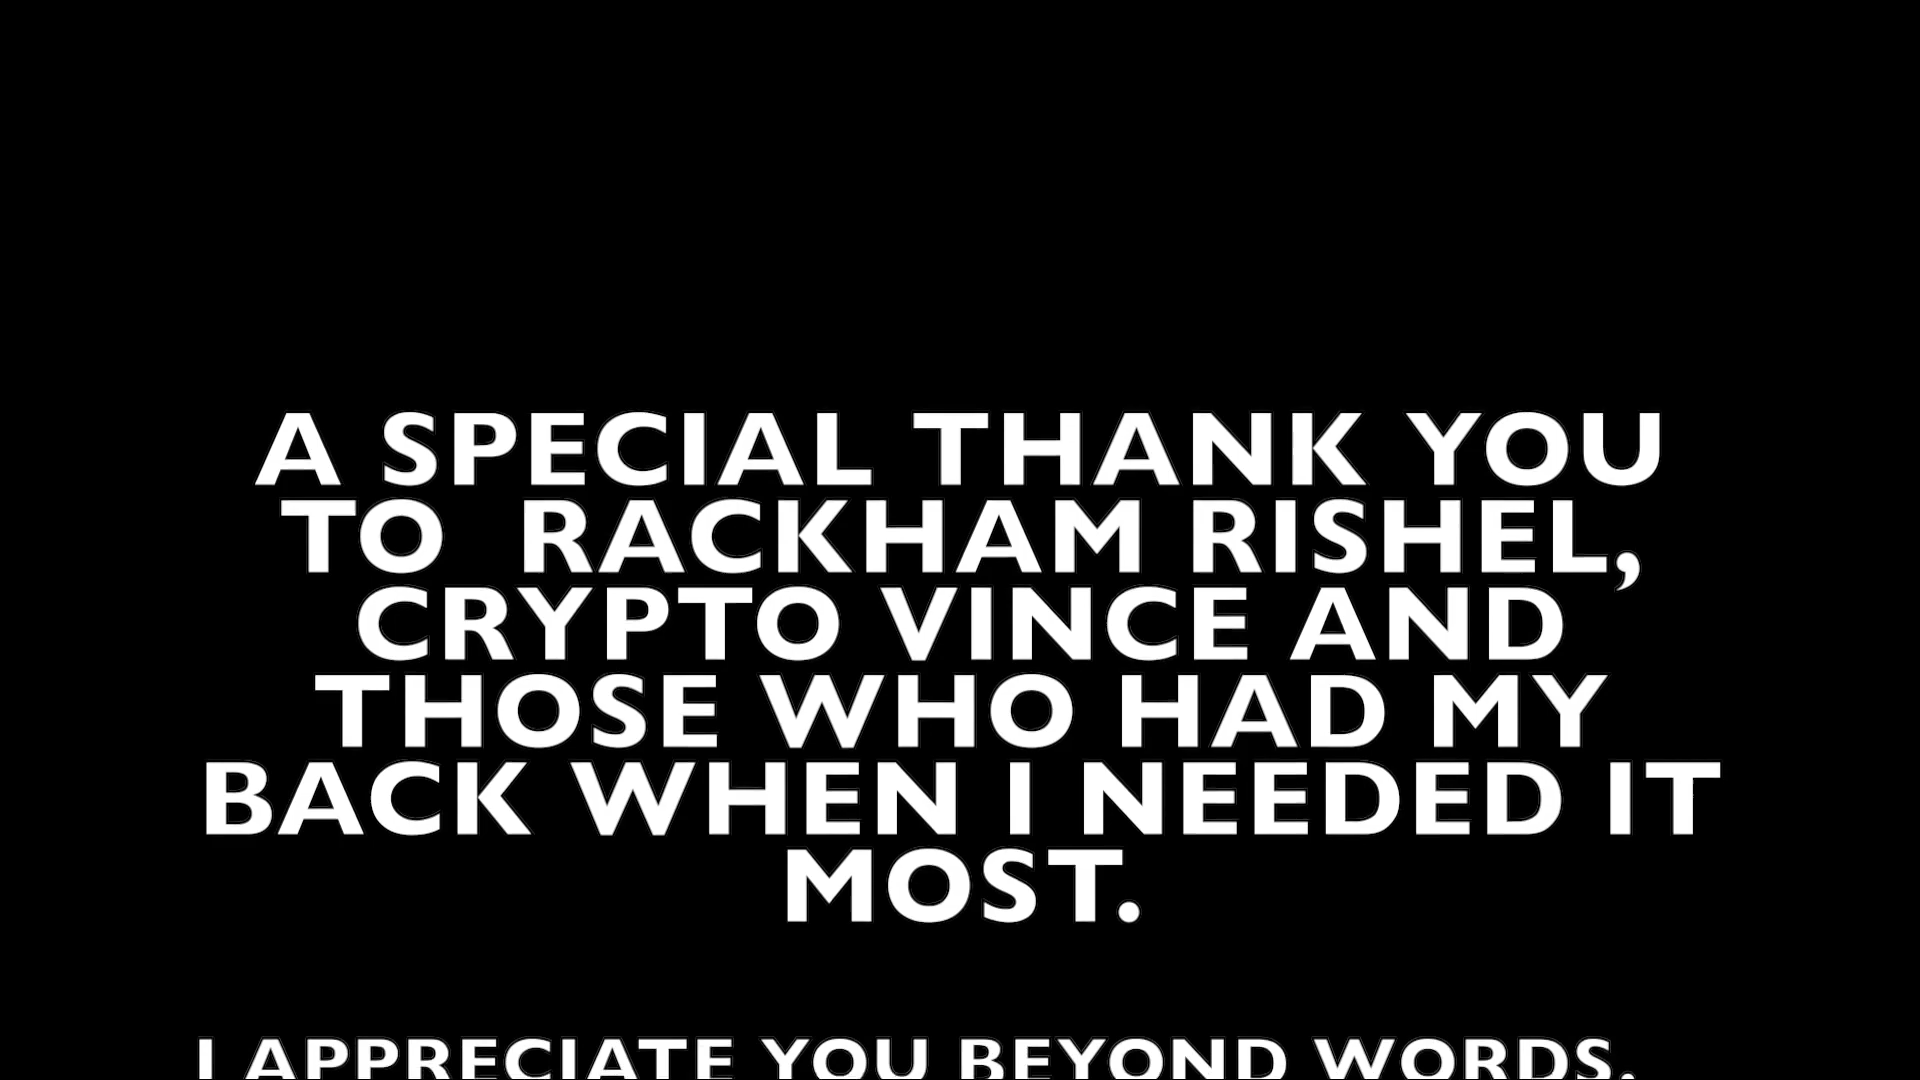 A SPECIAL THANK YOU
TO  RACKHAM RISHEL,
CRYPTO VINCE AND
THOSE WHO HAD MY
BACK WHEN I NEEDED IT
MOST.
I APPRECIATE YOU BEYOND WORDS.